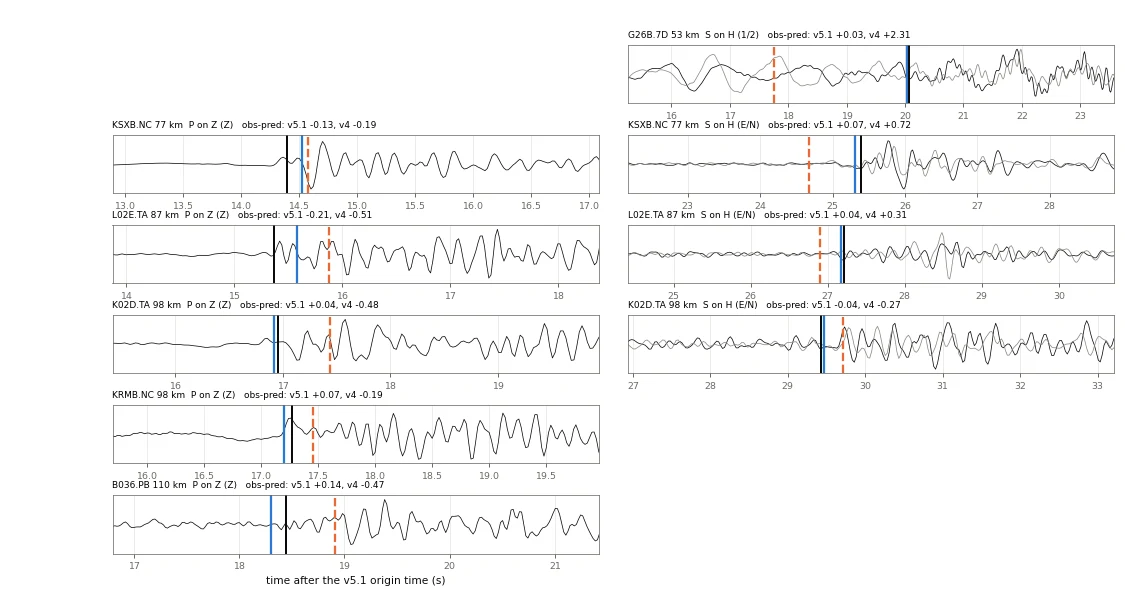 G26B.7D 53 km  S on H (1/2)   obs-pred: v5.1 +0.03, v4 +2.31
16 17 18 19 20 21 22 23
KSXB.NC 77 km  P on Z (Z)   obs-pred: v5.1 -0.13, v4 -0.19
13.0 13.5 14.0 14.5 15.0 15.5 16.0 16.5 17.0
KSXB.NC 77 km  S on H (E/N)   obs-pred: v5.1 +0.07, v4 +0.72
23 24 25 26 27 28
L02E.TA 87 km  P on Z (Z)   obs-pred: v5.1 -0.21, v4 -0.51
14 15 16 17 18
L02E.TA 87 km  S on H (E/N)   obs-pred: v5.1 +0.04, v4 +0.31
25 26 27 28 29 30
K02D.TA 98 km  P on Z (Z)   obs-pred: v5.1 +0.04, v4 -0.48
16 17 18 19
K02D.TA 98 km  S on H (E/N)   obs-pred: v5.1 -0.04, v4 -0.27
27 28 29 30 31 32 33
KRMB.NC 98 km  P on Z (Z)   obs-pred: v5.1 +0.07, v4 -0.19
16.0 16.5 17.0 17.5 18.0 18.5 19.0 19.5
B036.PB 110 km  P on Z (Z)   obs-pred: v5.1 +0.14, v4 -0.47
17 18 19 20 21
time after the v5.1 origin time (s)